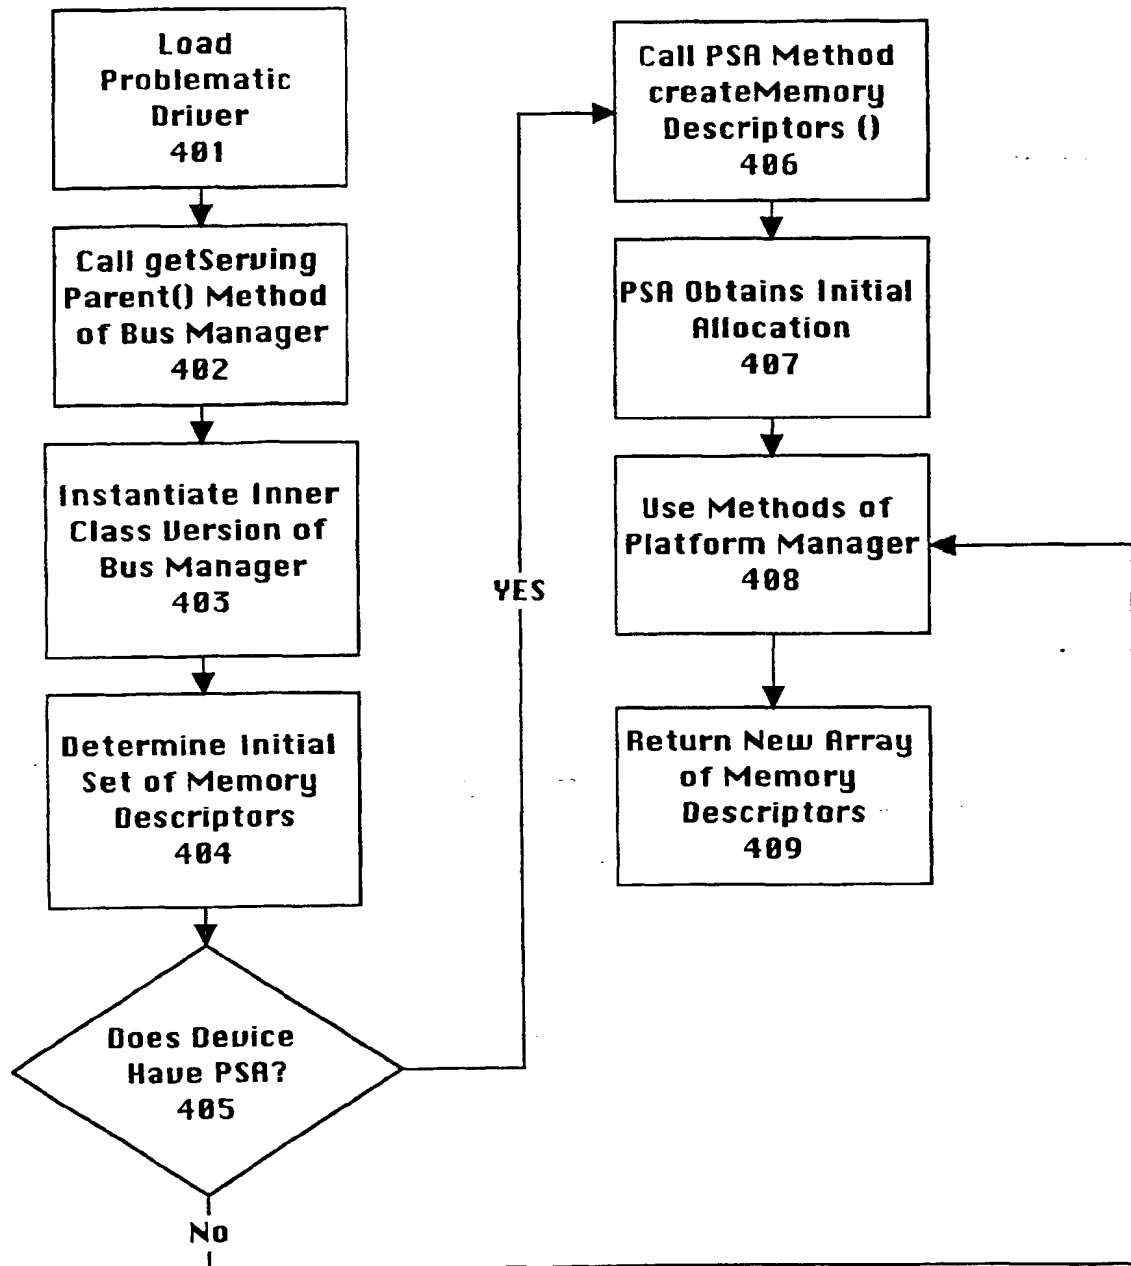 Load
Problematic
Driver
401
Call getServing
Parent() Method
of Bus Manager
402
Instantiate Inner
Class Version of
Bus Manager
403
Determine Initial
Set of Memory
Descriptors
404
Does Device
Have PSA?
405
No
YES
Call PSA Method
createMemory
Descriptors ()
406
PSA Obtains Initial
Allocation
407
Use Methods of
Platform Manager
408
Return New Array
of Memory
Descriptors
409